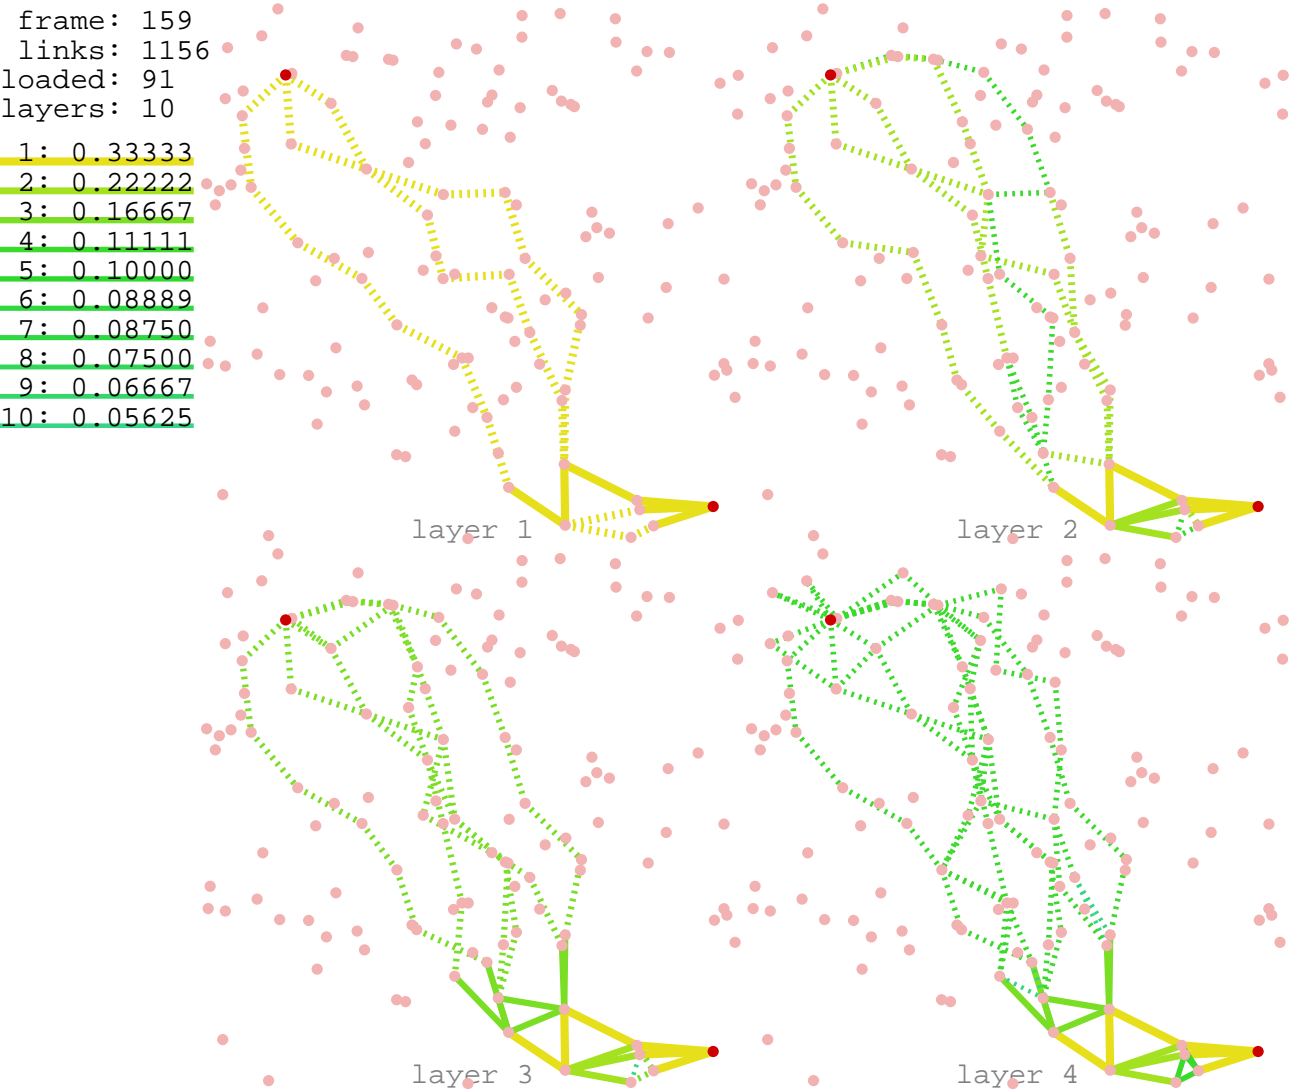 frame: 159
links: 1156
loaded: 91
layers: 10
1: 0.33333
2: 0.22222
3: 0.16667
4: 0.11111
5: 0.10000
6: 0.08889
7: 0.08750
8: 0.07500
9: 0.06667
10: 0.05625
layer 1
layer 2
layer 3
layer 4